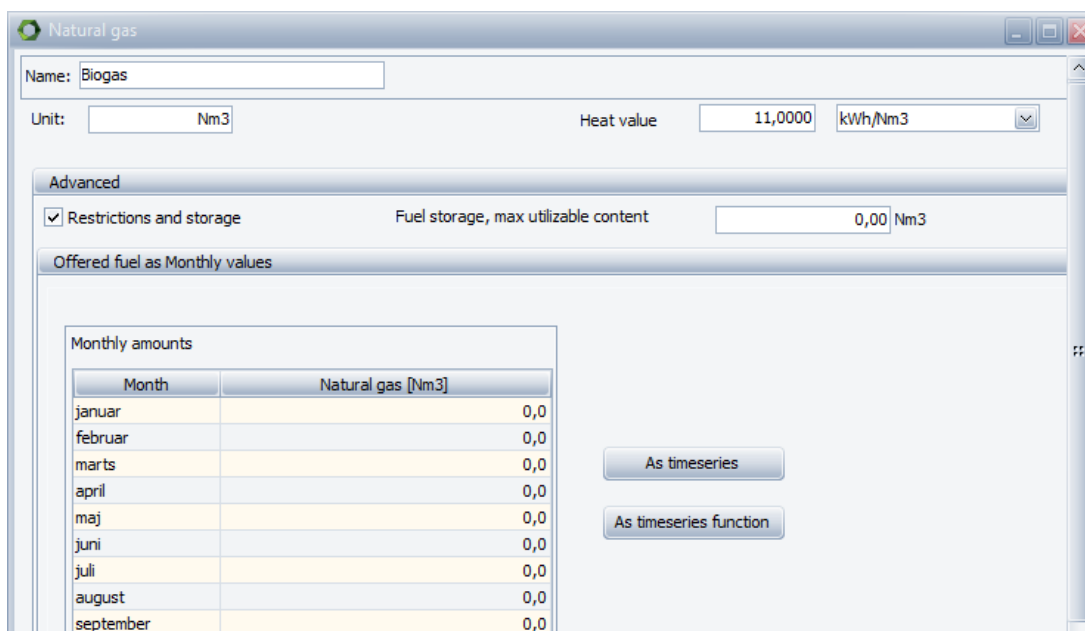 Natural gas
Name: Biogas
Unit: Nm3 Heat value 11,0000 kWh/Nm3
Advanced
Restrictions and storage Fuel storage, max utilizable content 0,00 Nm3
Offered fuel as Monthly values
Monthly amounts
Month Natural gas [Nm3]
januar 0,0
februar 0,0
marts 0,0
april 0,0
maj 0,0
juni 0,0
juli 0,0
august 0,0
september 0,0
As timeseries
As timeseries function